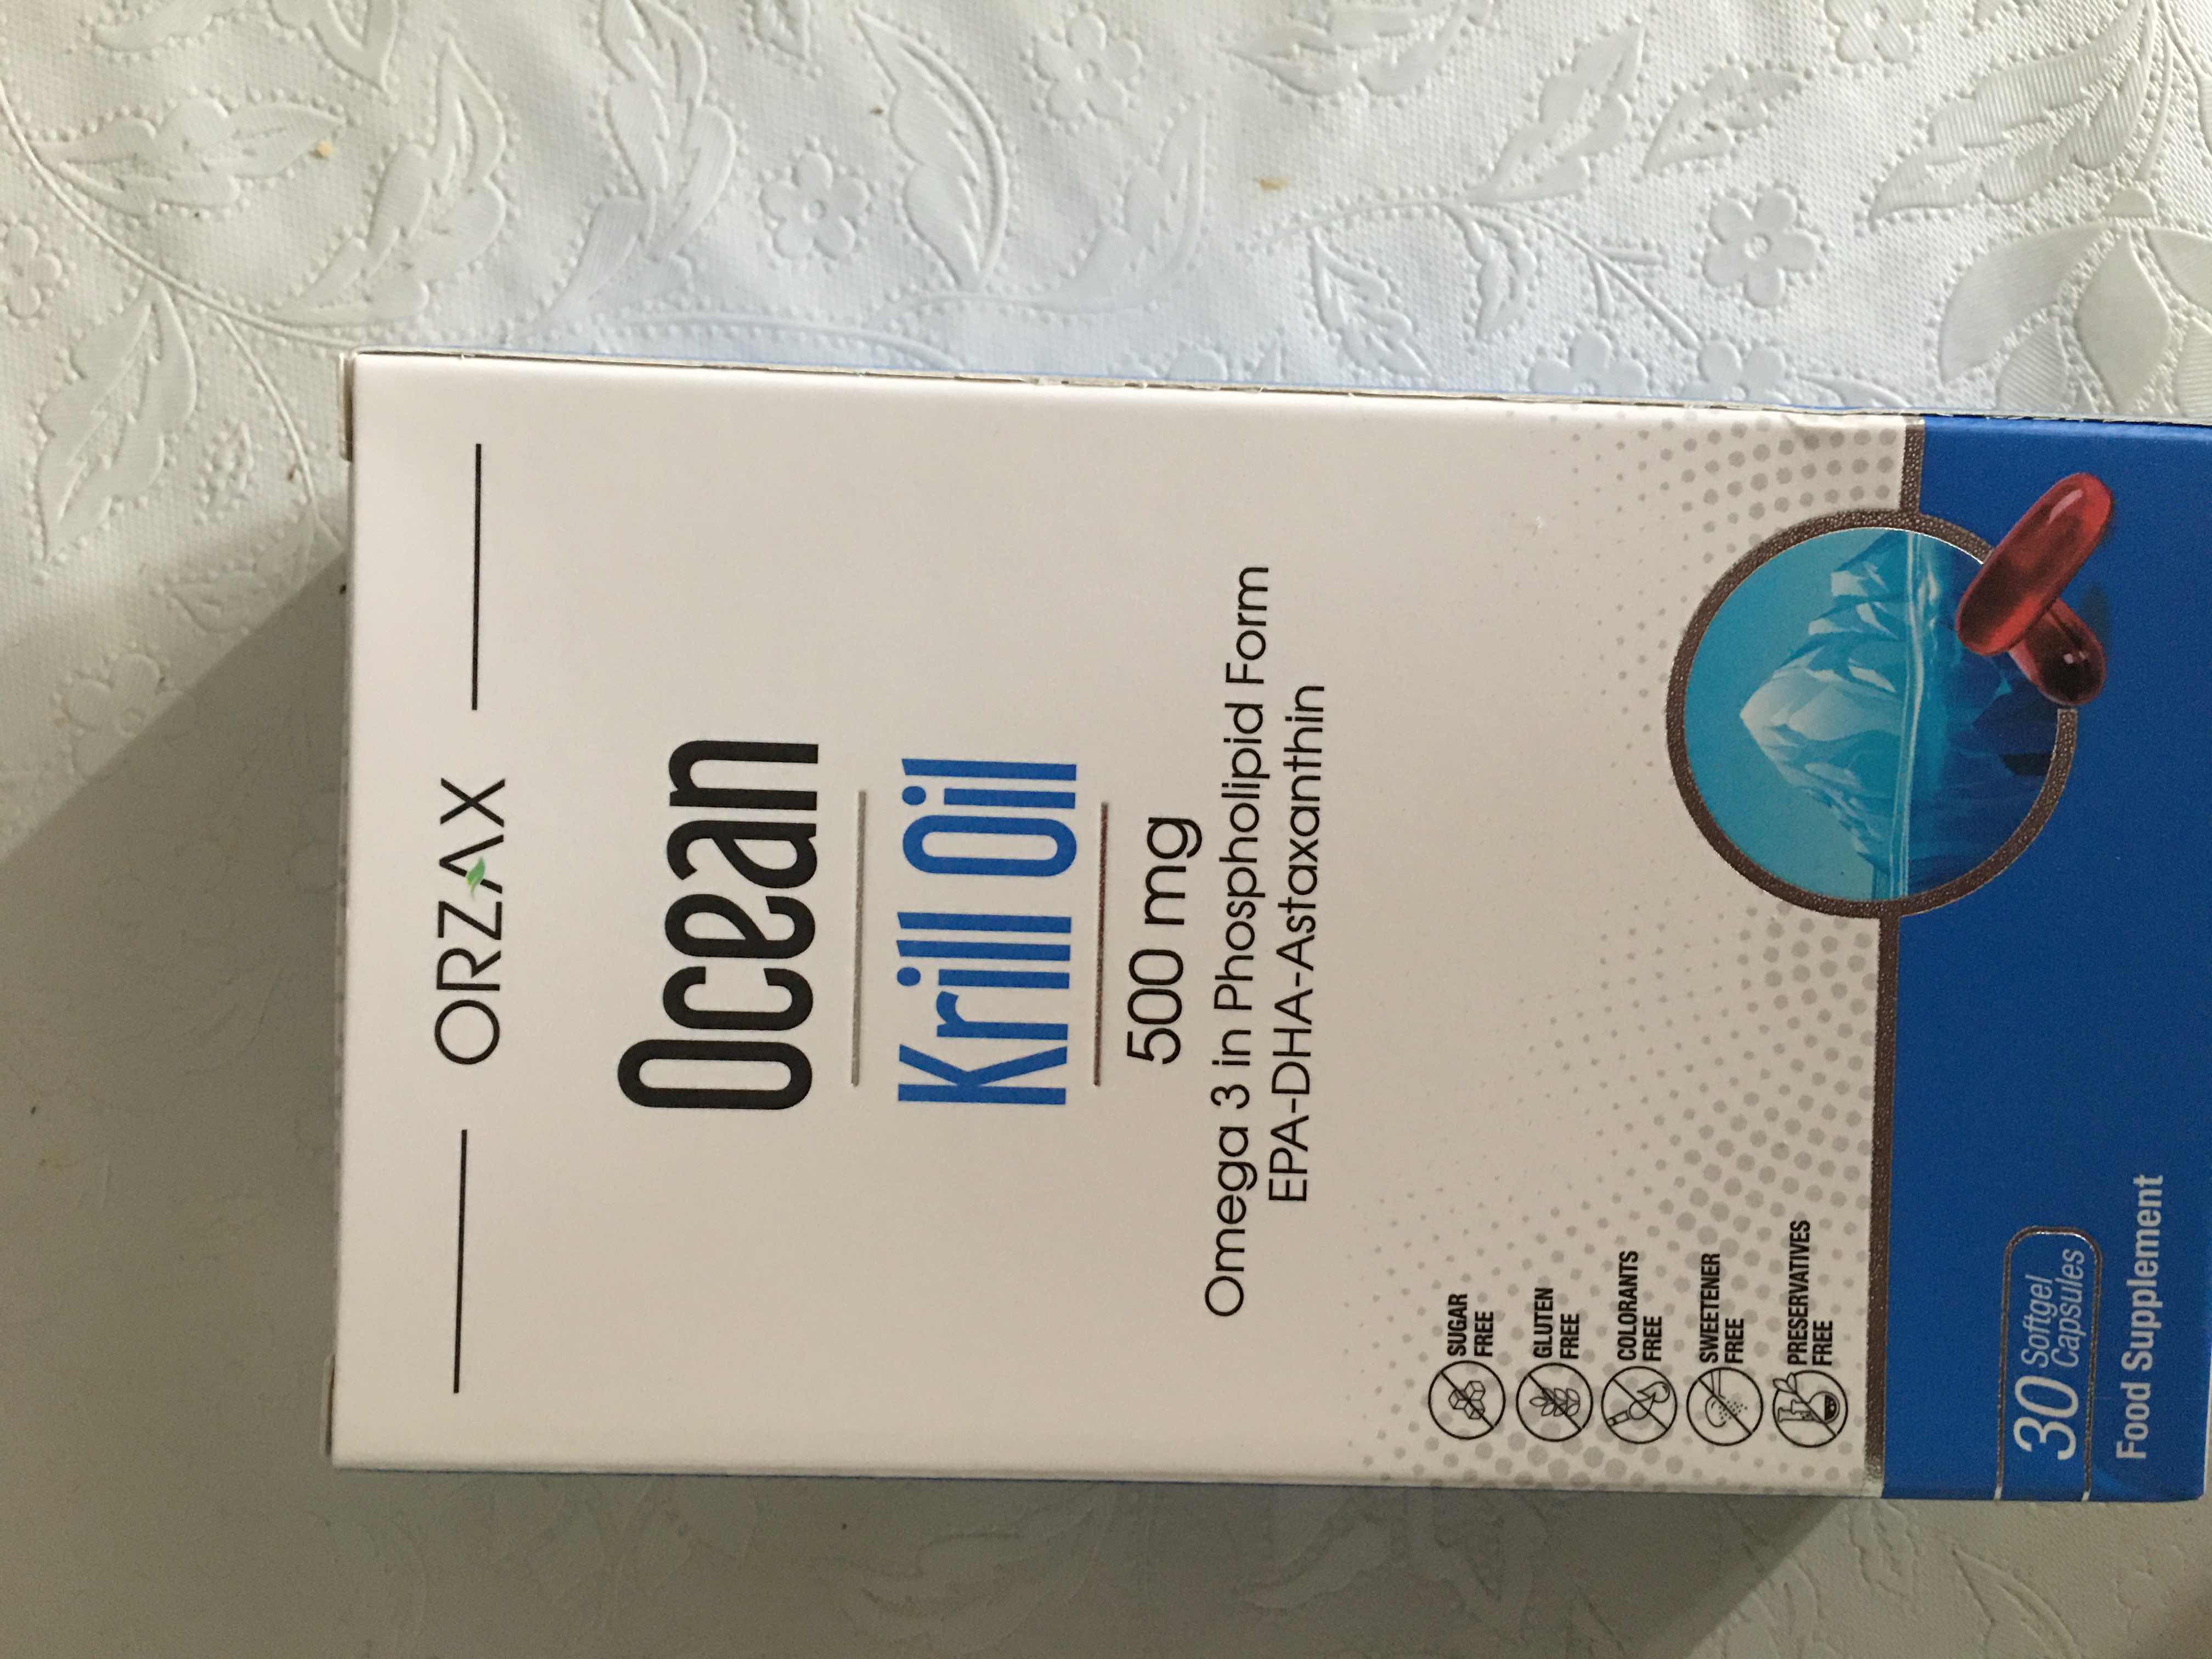 ORZAX
Ocean
Krill Oil
500 mg
Omega 3 in Phospholipid Form
EPA-DHA-Astaxanthin
SUGAR
FREE
GLUTEN
FREE
COLORANTS
FREE
SWEETENER
FREE
PRESERVATIVES
FREE
30 Softgel
Capsules
Food Supplement